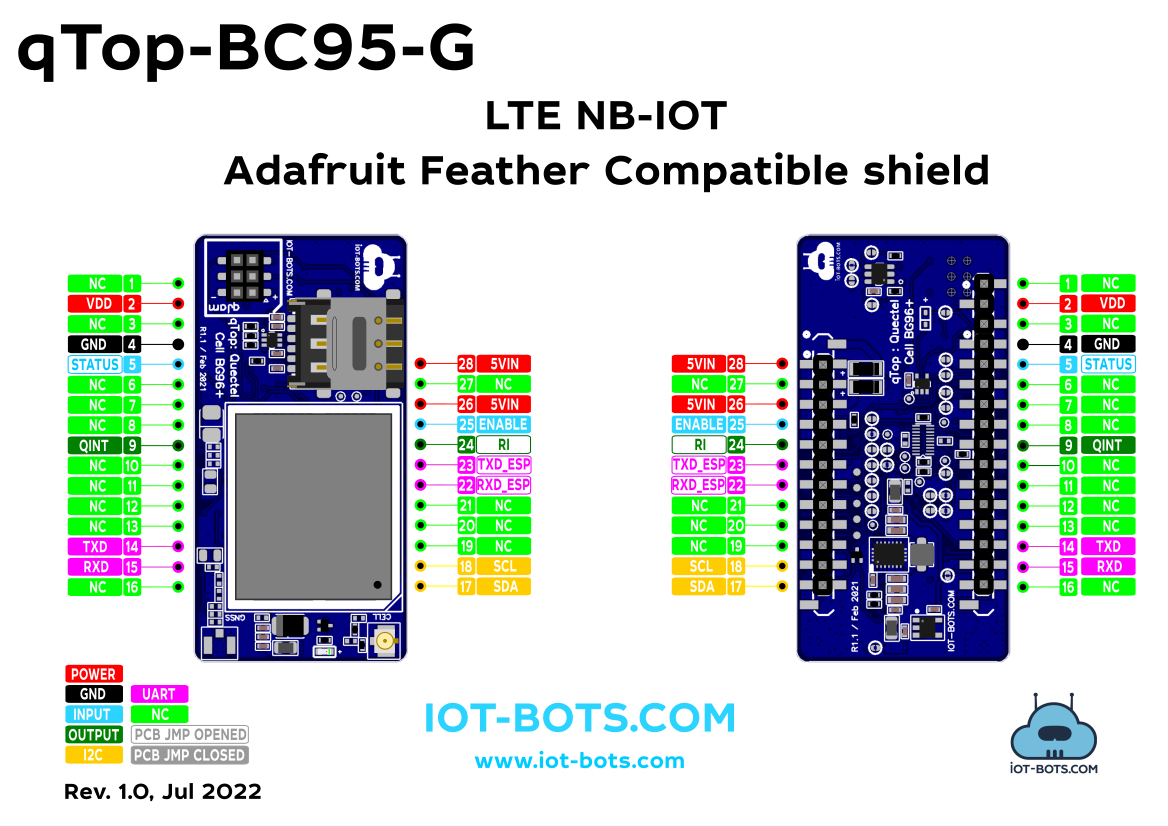 qTop-BC95-G
LTE NB-IOT
Adafruit Feather Compatible shield
NC 1
VDD 2
NC 3
GND 4
STATUS 5
NC 6
NC 7
NC 8
QINT 9
NC 10
NC 11
NC 12
NC 13
TXD 14
RXD 15
NC 16
IOT-BOTS.COM
iOT-BOTS.COM
qJam
- +
R1.1 / Feb 2021
qTop: Quectel
Cell BG96+
GNSS
CELL
28 5VIN
27 NC
26 5VIN
25 ENABLE
24 RI
23 TXD_ESP
22 RXD_ESP
21 NC
20 NC
19 NC
18 SCL
17 SDA
5VIN 28
NC 27
5VIN 26
ENABLE 25
RI 24
TXD_ESP 23
RXD_ESP 22
NC 21
NC 20
NC 19
SCL 18
SDA 17
iOT-BOTS.COM
qTop : Quectel
Cell BG96+
R1.1 / Feb 2021
IOT-BOTS.COM
1 NC
2 VDD
3 NC
4 GND
5 STATUS
6 NC
7 NC
8 NC
9 QINT
10 NC
11 NC
12 NC
13 NC
14 TXD
15 RXD
16 NC
POWER
GND UART
INPUT NC
OUTPUT PCB JMP OPENED
I2C PCB JMP CLOSED
Rev. 1.0, Jul 2022
IOT-BOTS.COM
www.iot-bots.com
iOT-BOTS.COM